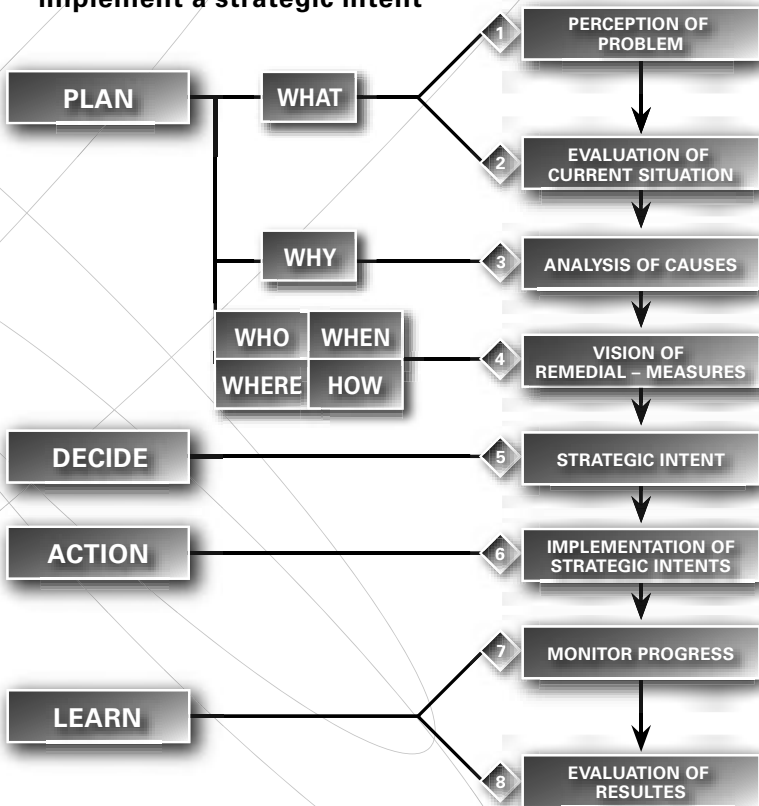 implement a strategic intent
PLAN
WHAT
1
PERCEPTION OF
PROBLEM
2
EVALUATION OF
CURRENT SITUATION
WHY
3
ANALYSIS OF CAUSES
WHO
WHEN
WHERE
HOW
4
VISION OF
REMEDIAL – MEASURES
DECIDE
5
STRATEGIC INTENT
ACTION
6
IMPLEMENTATION OF
STRATEGIC INTENTS
LEARN
7
MONITOR PROGRESS
8
EVALUATION OF
RESULTES